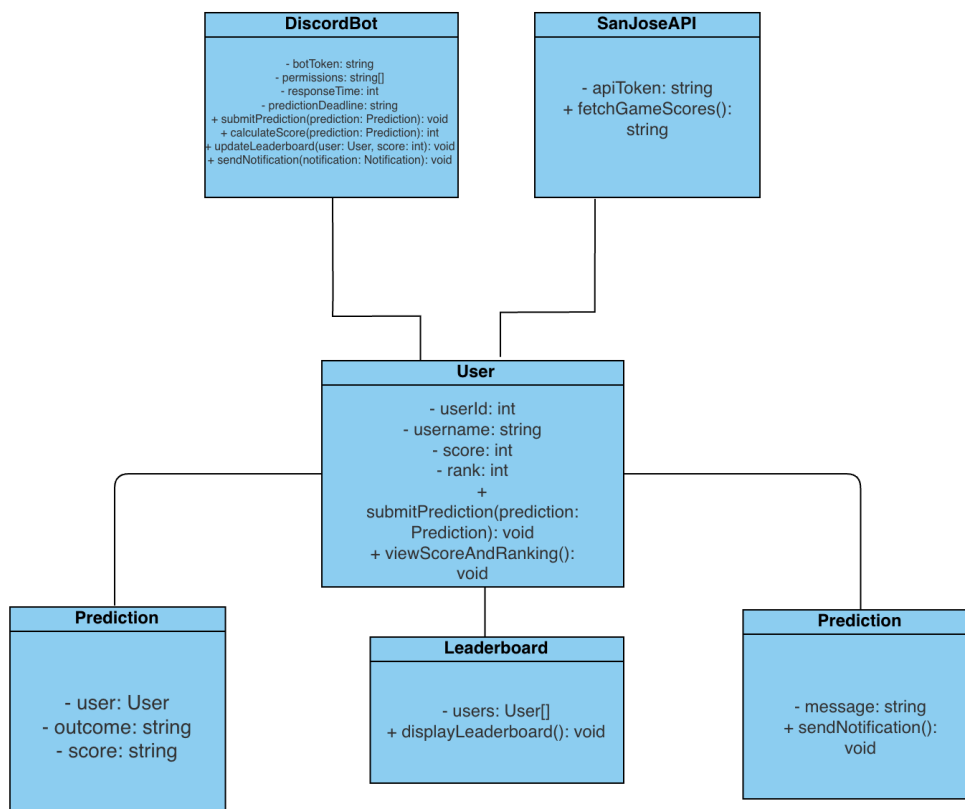 DiscordBot
- botToken: string
- permissions: string[]
- responseTime: int
- predictionDeadline: string
+ submitPrediction(prediction: Prediction): void
+ calculateScore(prediction: Prediction): int
+ updateLeaderboard(user: User, score: int): void
+ sendNotification(notification: Notification): void
SanJoseAPI
- apiToken: string
+ fetchGameScores():
string
User
- userId: int
- username: string
- score: int
- rank: int
+
submitPrediction(prediction:
Prediction): void
+ viewScoreAndRanking():
void
Prediction
- user: User
- outcome: string
- score: string
Leaderboard
- users: User[]
+ displayLeaderboard(): void
Prediction
- message: string
+ sendNotification():
void